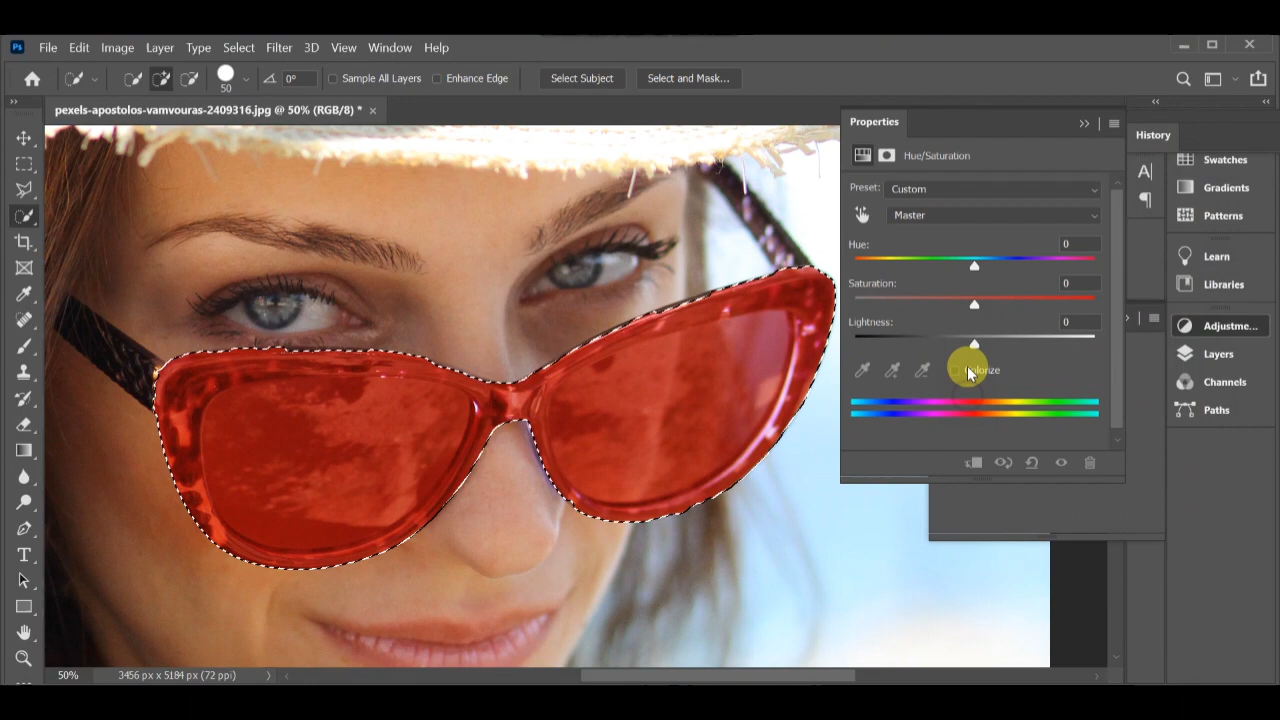 Ps File Edit Image Layer Type Select Filter 3D View Window Help
50 0° Sample All Layers Enhance Edge Select Subject Select and Mask...
pexels-apostolos-vamvouras-2409316.jpg @ 50% (RGB/8) * ×
Properties
Hue/Saturation
Preset: Custom
Master
Hue: 0
Saturation: 0
Lightness: 0
Colorize
History
Swatches
Gradients
Patterns
Learn
Libraries
Adjustme...
Layers
Channels
Paths
50% 3456 px x 5184 px (72 ppi)